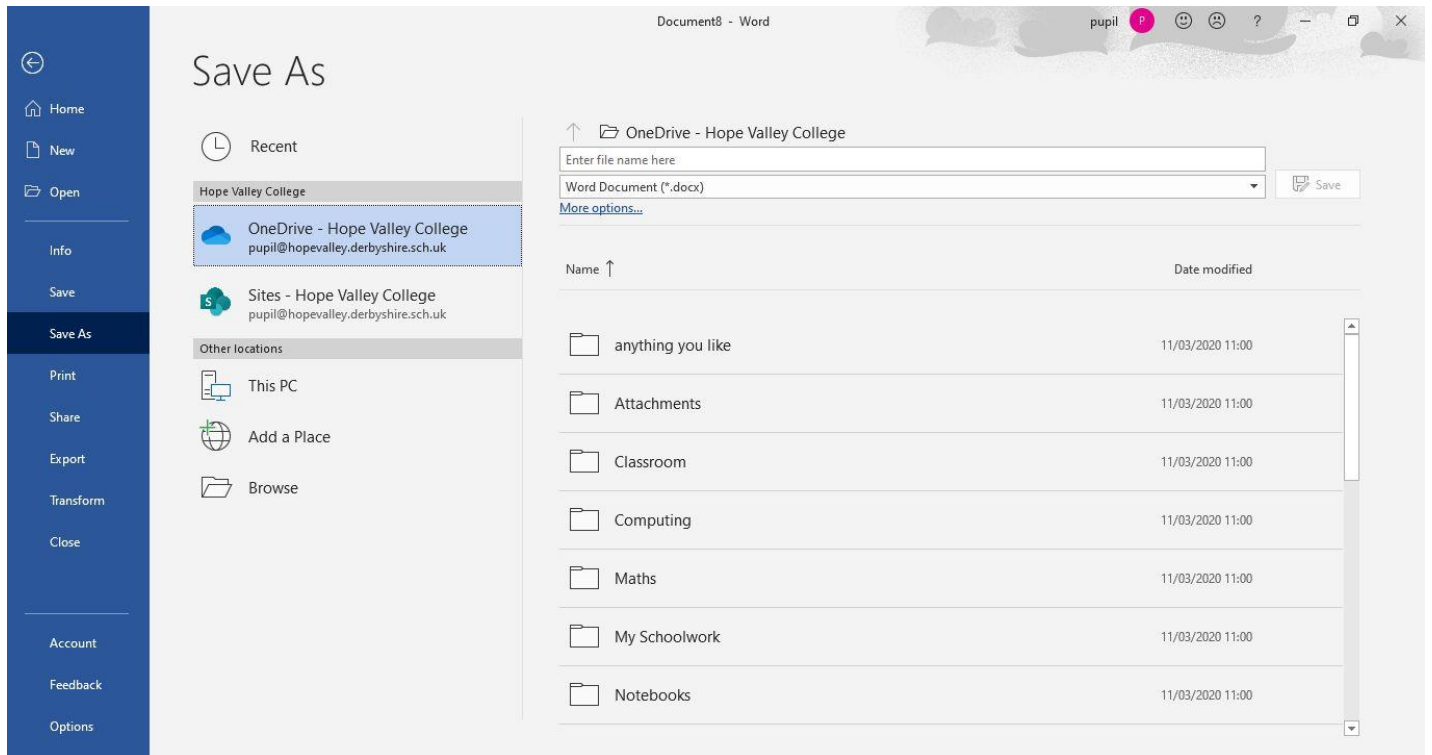 Document8 - Word
pupil
P
?
Save As
Home
New
Open
Info
Save
Save As
Print
Share
Export
Transform
Close
Account
Feedback
Options
Recent
Hope Valley College
OneDrive - Hope Valley College
pupil@hopevalley.derbyshire.sch.uk
S
Sites - Hope Valley College
pupil@hopevalley.derbyshire.sch.uk
Other locations
This PC
Add a Place
Browse
OneDrive - Hope Valley College
Enter file name here
Word Document (*.docx)
Save
More options...
Name Date modified
anything you like 11/03/2020 11:00
Attachments 11/03/2020 11:00
Classroom 11/03/2020 11:00
Computing 11/03/2020 11:00
Maths 11/03/2020 11:00
My Schoolwork 11/03/2020 11:00
Notebooks 11/03/2020 11:00